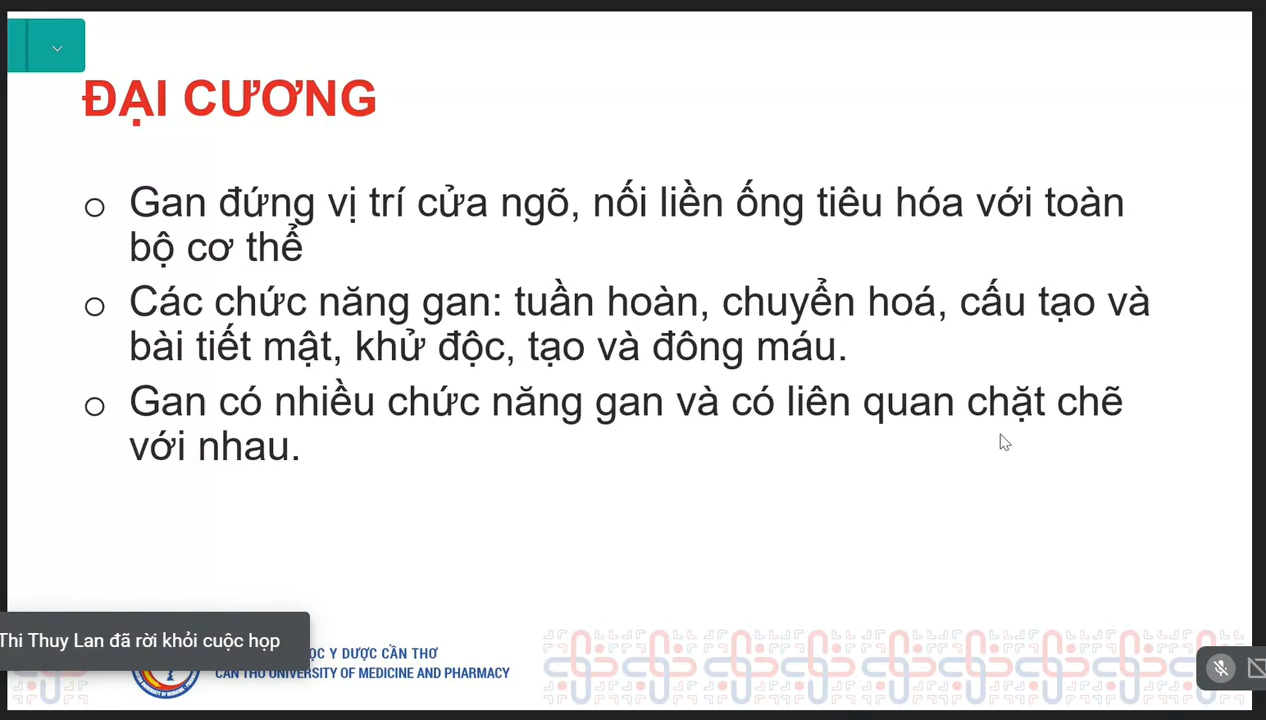 ĐẠI CƯƠNG
o Gan đứng vị trí cửa ngõ, nối liền ống tiêu hóa với toàn
bộ cơ thể
o Các chức năng gan: tuần hoàn, chuyển hoá, cấu tạo và
bài tiết mật, khử độc, tạo và đông máu.
o Gan có nhiều chức năng gan và có liên quan chặt chẽ
với nhau.
Thi Thuy Lan đã rời khỏi cuộc họp
ỌC Y DƯỢC CẦN THƠ
CAN THO UNIVERSITY OF MEDICINE AND PHARMACY